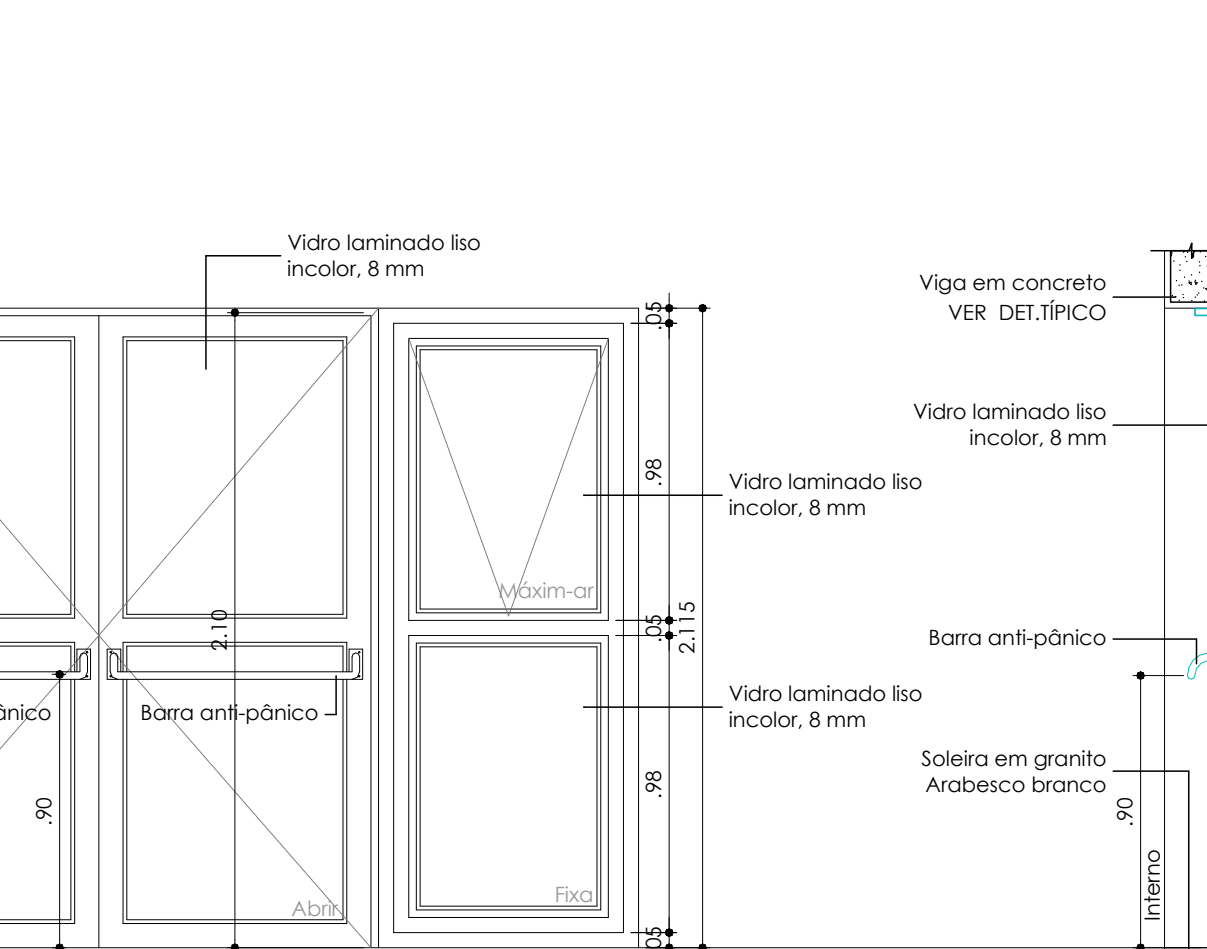 Vidro laminado liso
incolor, 8 mm
Viga em concreto
VER DET.TÍPICO
.05
Vidro laminado liso
incolor, 8 mm
.98
Vidro laminado liso
incolor, 8 mm
Máxim-ar
2.10
.05
2.115
Barra anti-pânico
Vidro laminado liso
incolor, 8 mm
ânico
Barra anti-pânico
Soleira em granito
Arabesco branco
.98
.90
.90
Interno
Fixa
Abrir
.05